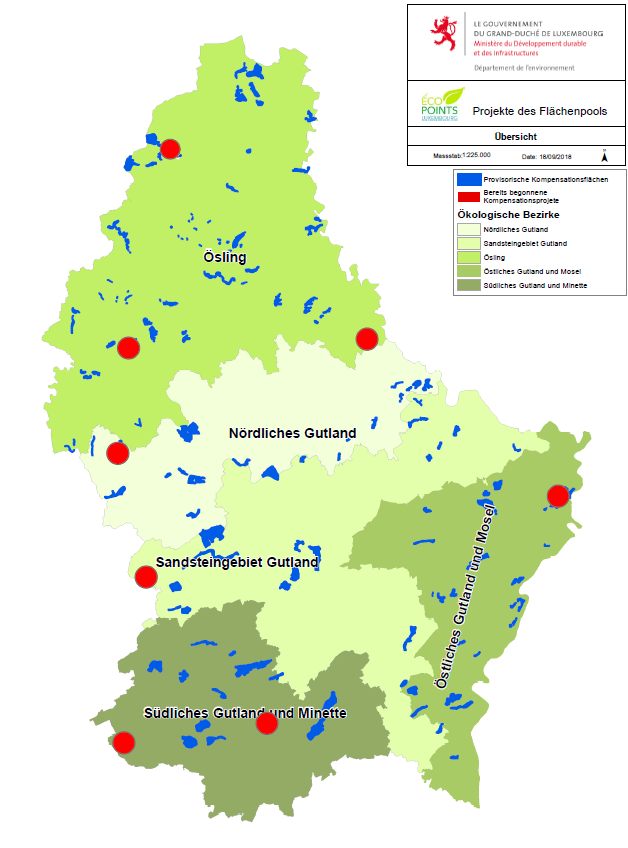 LE GOUVERNEMENT
DU GRAND-DUCHÉ DE LUXEMBOURG
Ministère du Développement durable
et des Infrastructures
Département de l'environnement
ÉCO
POINTS
LUXEMBOURG
Projekte des Flächenpools
Übersicht
Massstab:1:225.000
Date: 18/09/2018
Provisorische Kompensationsflächen
Bereits begonnene
Kompensationsprojete
Ökologische Bezirke
Nördliches Gutland
Sandsteingebiet Gutland
Ösling
Östliches Gutland und Mosel
Südliches Gutland und Minette
Ösling
Nördliches Gutland
Sandsteingebiet Gutland
Östliches Gutland und Mosel
Südliches Gutland und Minette